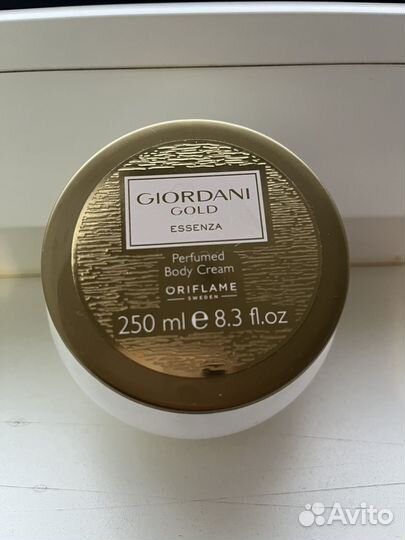 GIORDANI
GOLD
ESSENZA
Perfumed
Body Cream
ORIFLAME
SWEDEN
250 ml ℮ 8.3 fl.oz
Avito